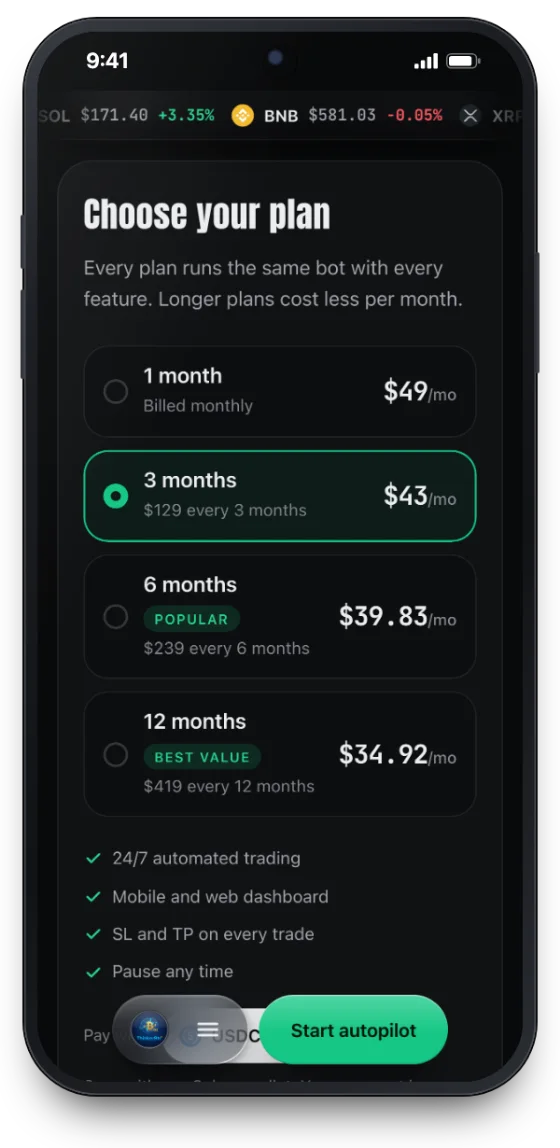 9:41
SOL $171.40 +3.35% BNB $581.03 -0.05% XRP
Choose your plan
Every plan runs the same bot with every
feature. Longer plans cost less per month.
1 month
Billed monthly
$49/mo
3 months
$129 every 3 months
$43/mo
6 months
POPULAR
$239 every 6 months
$39.83/mo
12 months
BEST VALUE
$419 every 12 months
$34.92/mo
24/7 automated trading
Mobile and web dashboard
SL and TP on every trade
Pause any time
Pay
USDC
Start autopilot